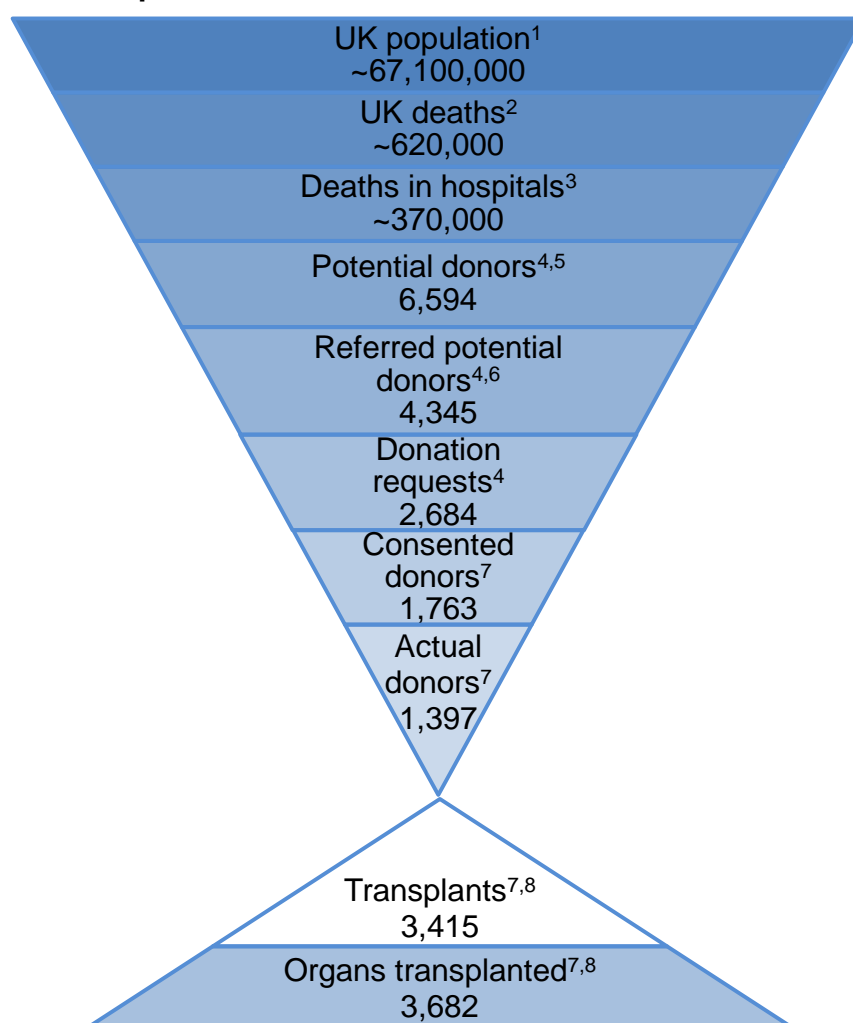 UK population¹
~67,100,000
UK deaths²
~620,000
Deaths in hospitals³
~370,000
Potential donors⁴,⁵
6,594
Referred potential
donors⁴,⁶
4,345
Donation
requests⁴
2,684
Consented
donors⁷
1,763
Actual
donors⁷
1,397
Transplants⁷,⁸
3,415
Organs transplanted⁷,⁸
3,682